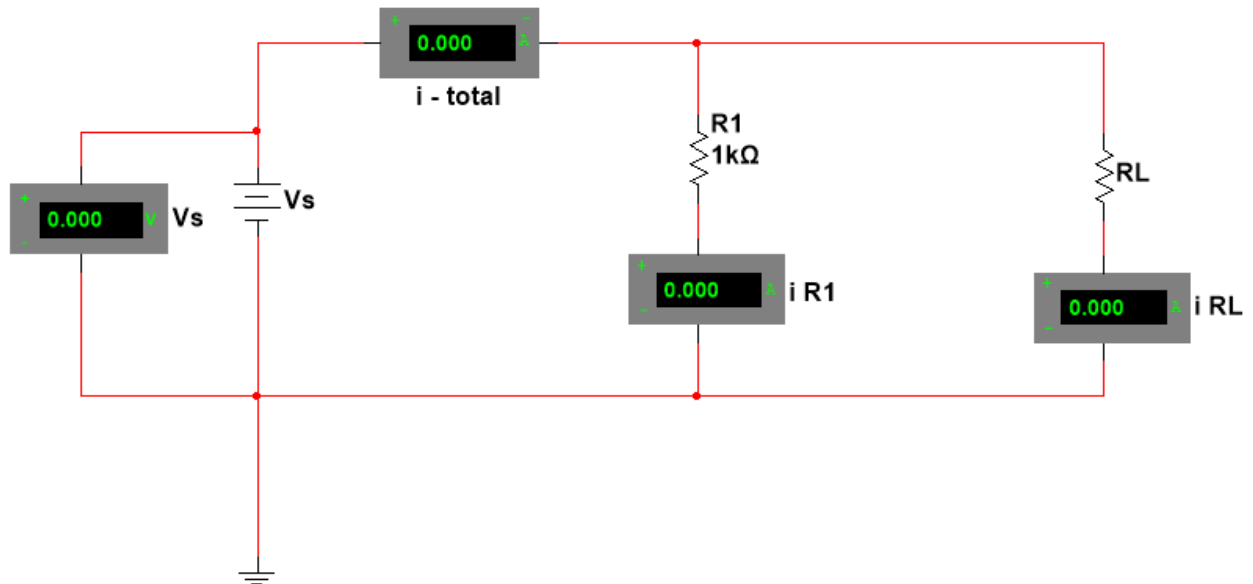 + -
0.000 A
i - total
R1
1kΩ
RL
+
0.000 V
-
Vs
Vs
+
0.000 A
-
i R1
+
0.000 A
-
i RL